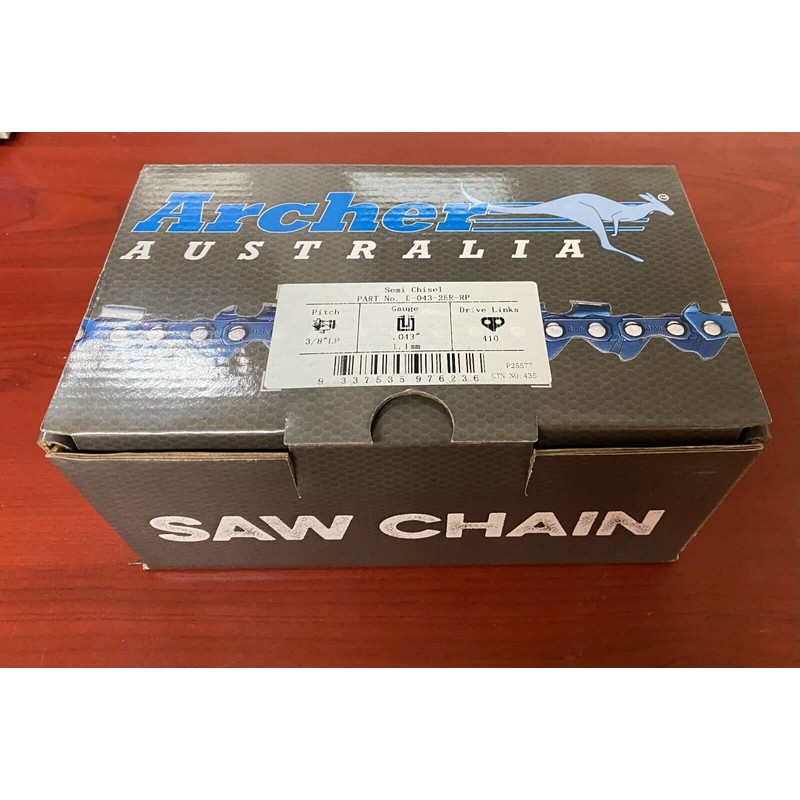 Archer
®
AUSTRALIA
Semi Chisel
PART No. E-043-25R-RP
Pitch Gauge Drive Links
3/8"LP .043" 410
1.1mm
9 337535 976236
P25577
CTN NO:435
SAW CHAIN